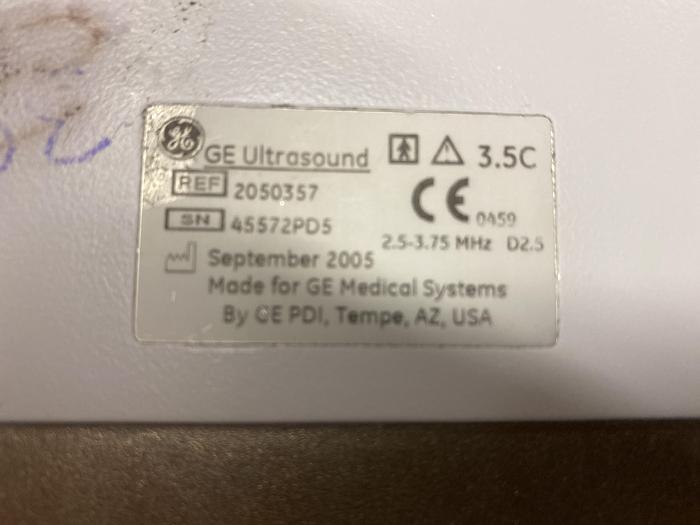 GE Ultrasound 3.5C
REF 2050357
SN 45572PD5
CE 0459
2.5-3.75 MHz D2.5
September 2005
Made for GE Medical Systems
By GE PDI, Tempe, AZ, USA